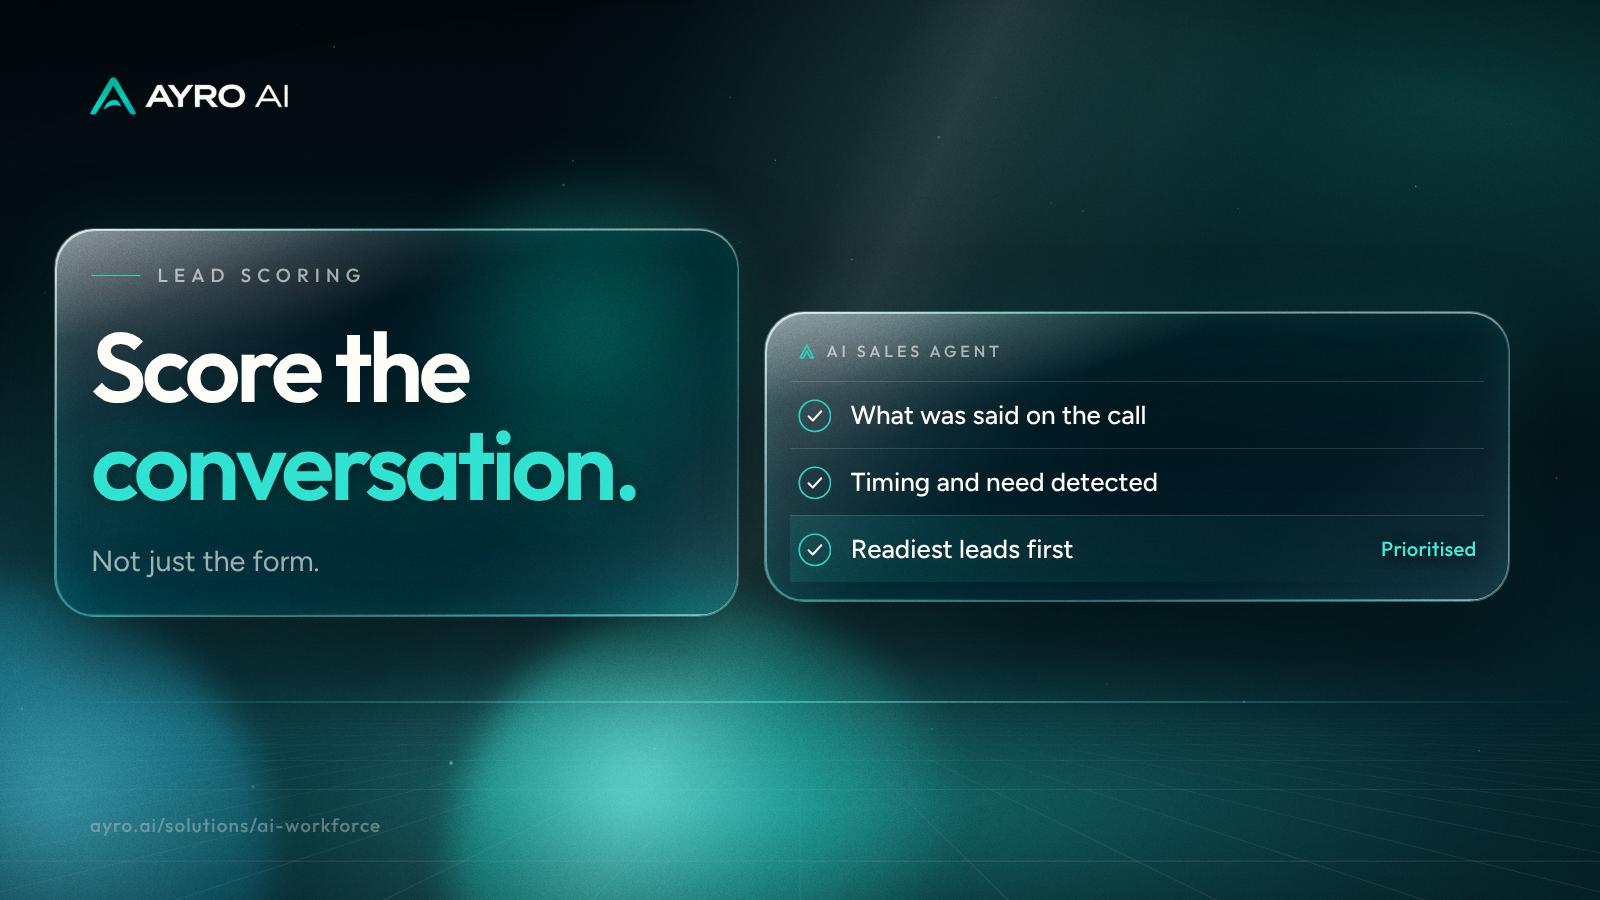 AYRO AI
LEAD SCORING
Score the
conversation.
Not just the form.
AI SALES AGENT
What was said on the call
Timing and need detected
Readiest leads first
Prioritised
ayro.ai/solutions/ai-workforce